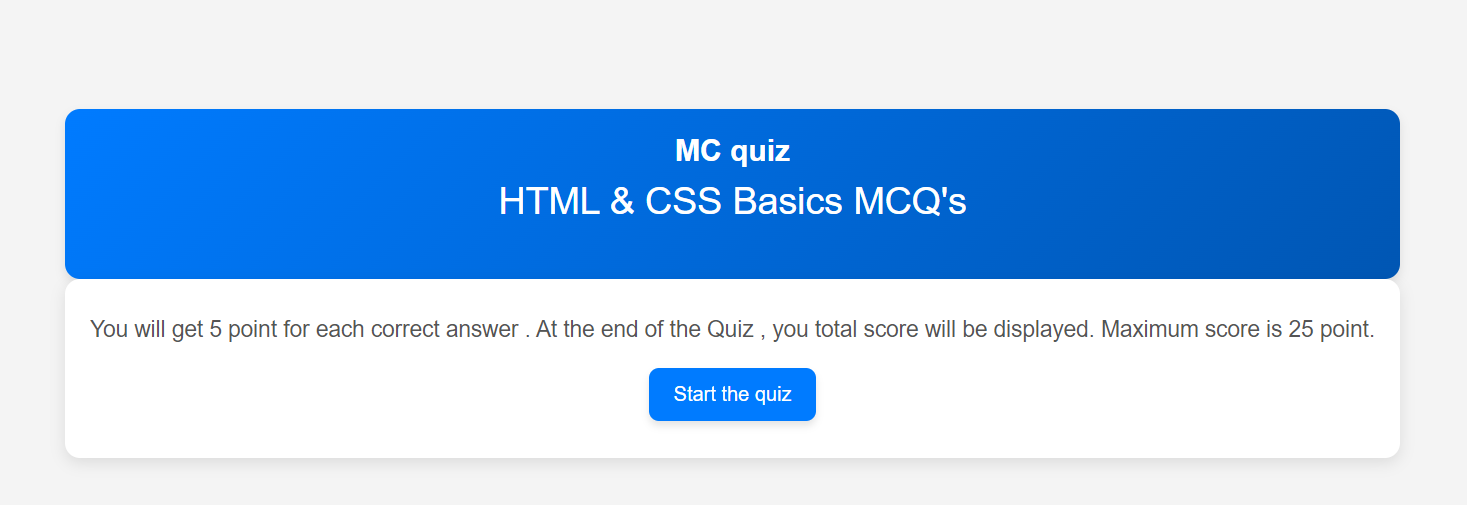 MC quiz
HTML & CSS Basics MCQ's
You will get 5 point for each correct answer . At the end of the Quiz , you total score will be displayed. Maximum score is 25 point.
Start the quiz